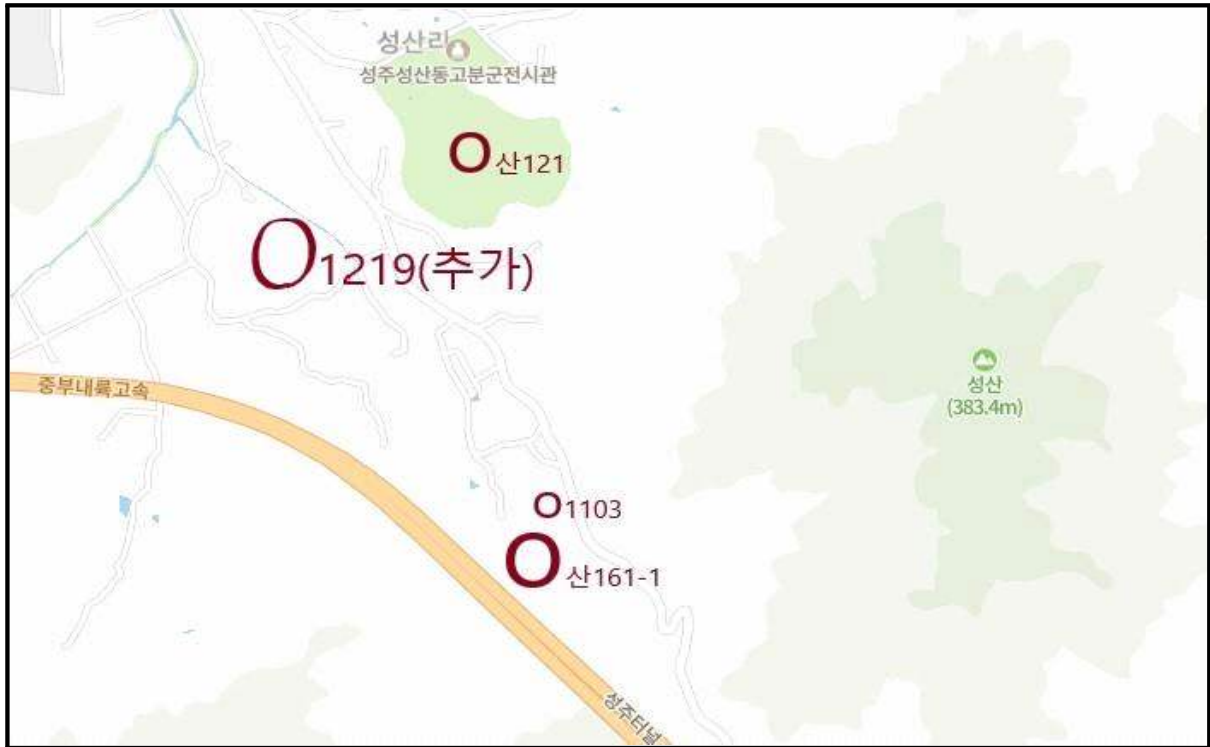 성산리
성주성산동고분군전시관
O산121
O1219(추가)
중부내륙고속
성산
(383.4m)
O1103
O산161-1
성주터널